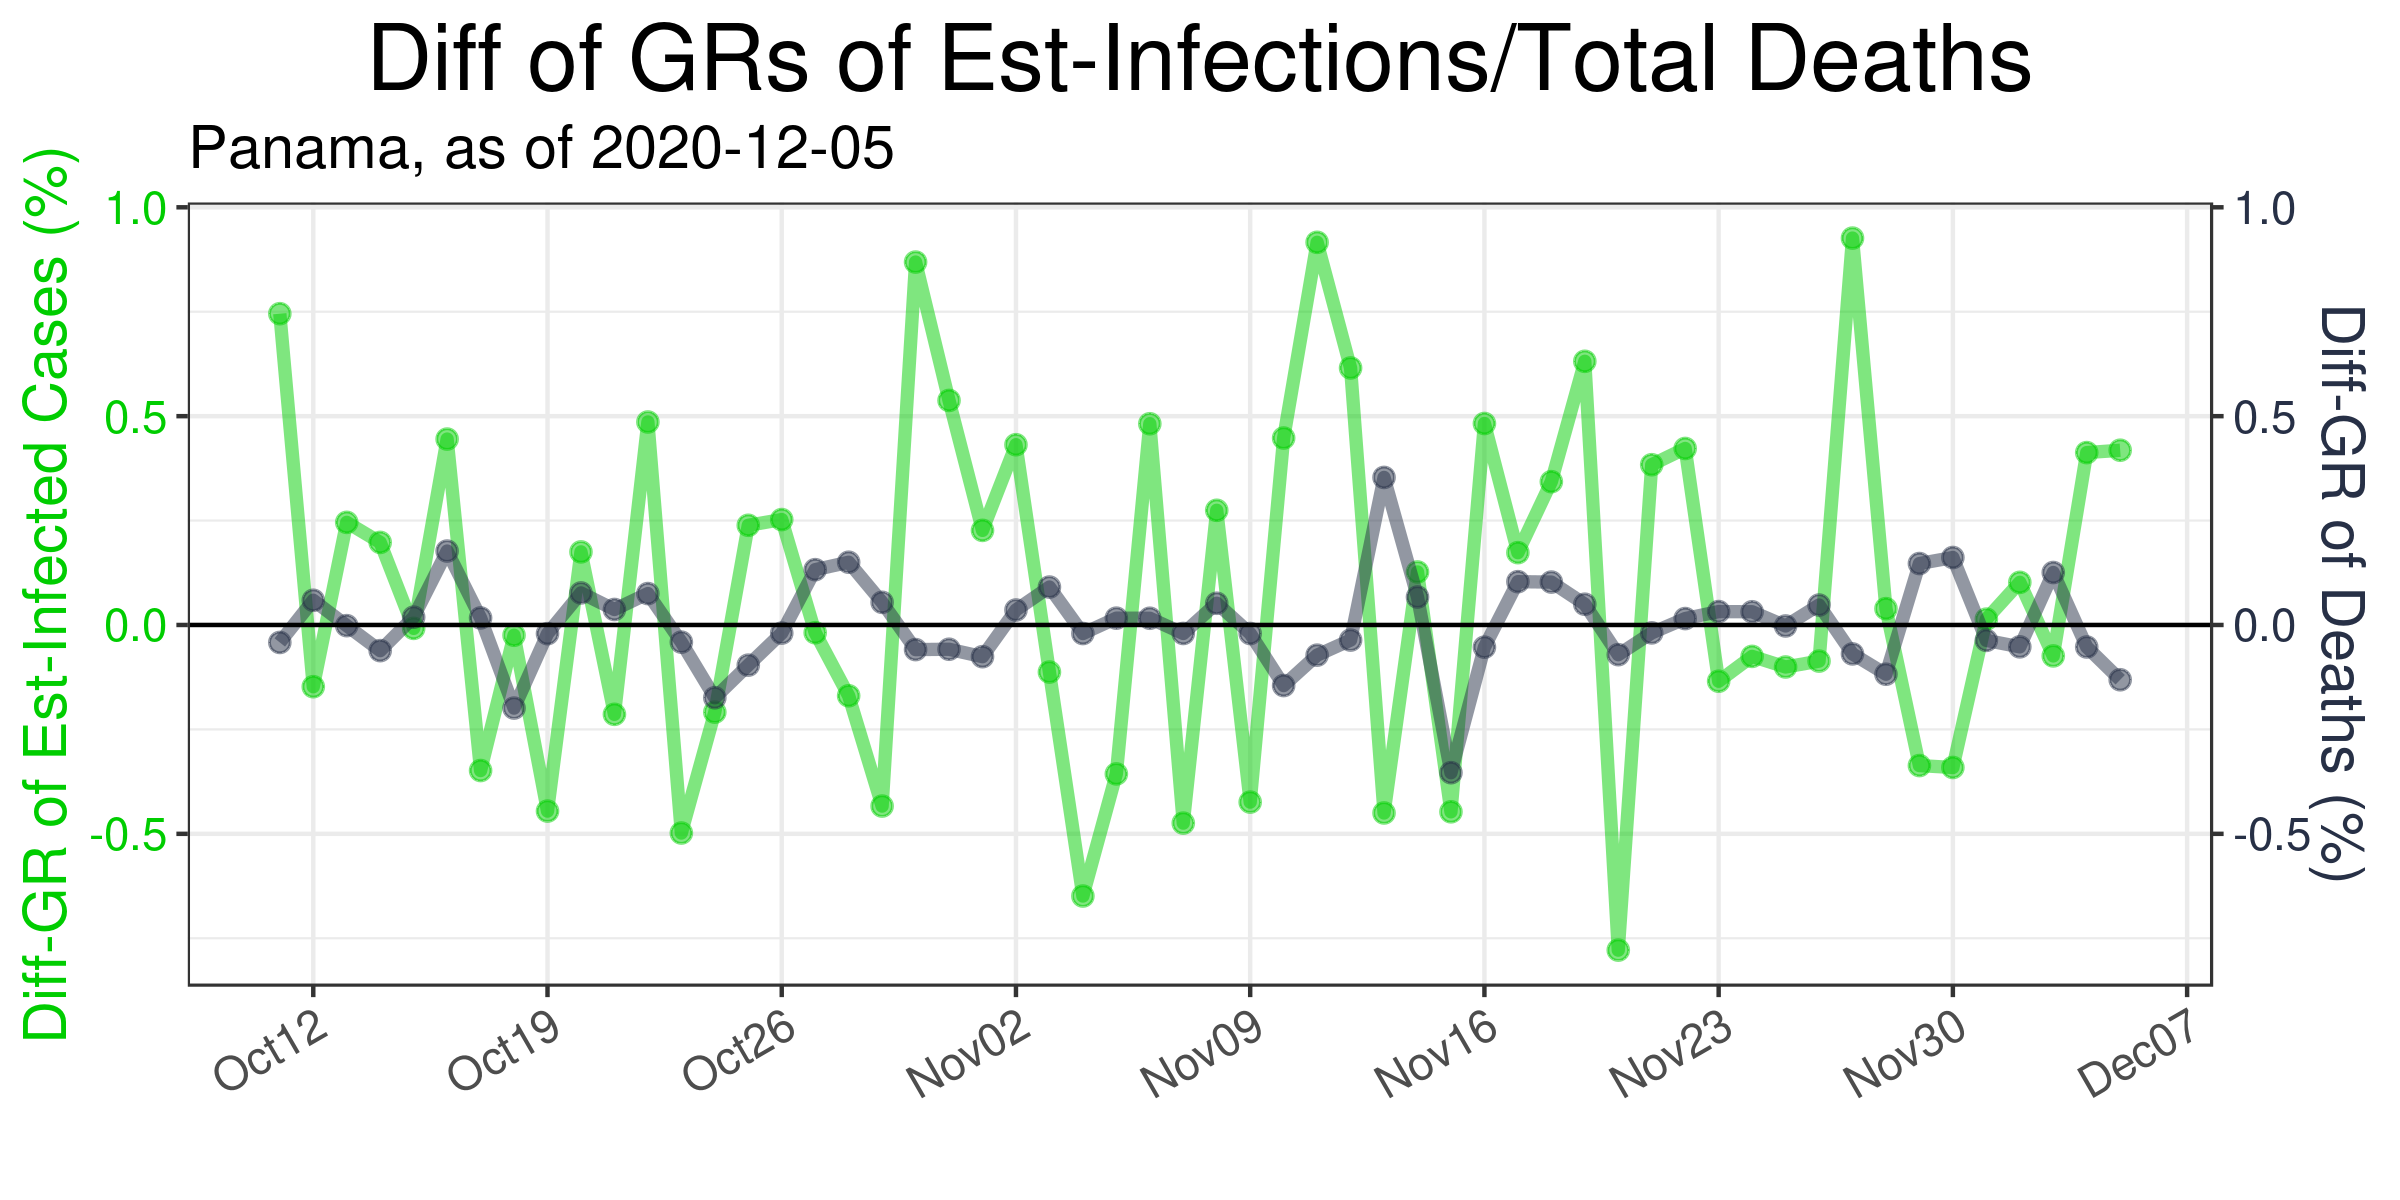 Diff of GRs of Est-Infections/Total Deaths
Panama, as of 2020-12-05
Diff-GR of Est-Infected Cases (%)
1.0
0.5
0.0
-0.5
1.0
0.5
0.0
-0.5
Diff-GR of Deaths (%)
Oct12
Oct19
Oct26
Nov02
Nov09
Nov16
Nov23
Nov30
Dec07